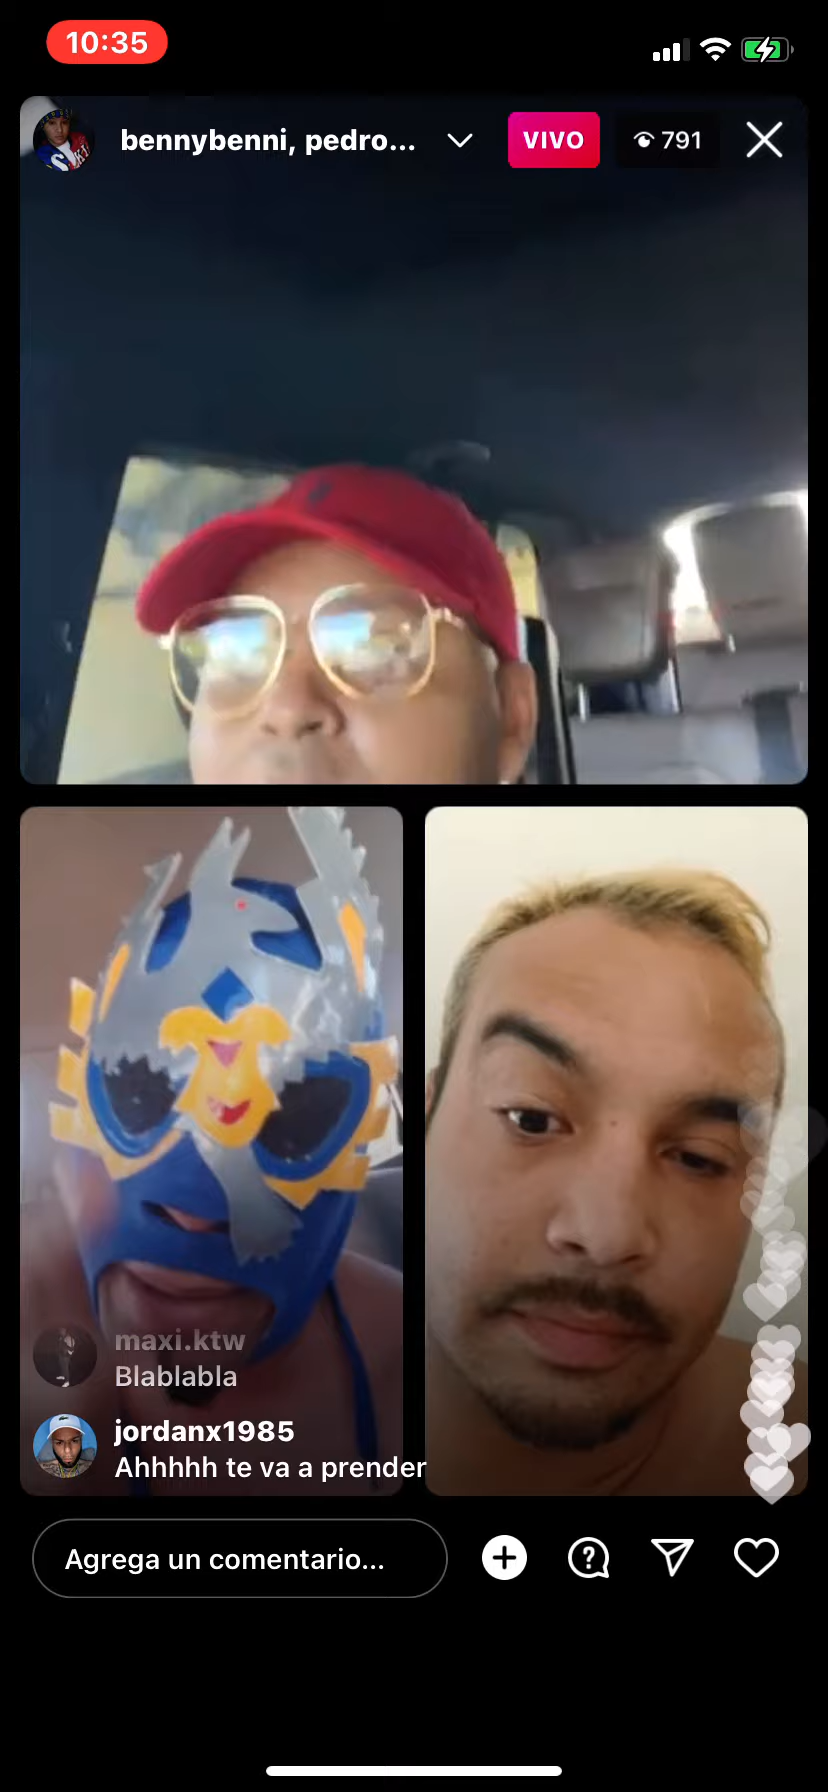 10:35
bennybenni, pedro...
VIVO
791
maxi.ktw
Blablabla
jordanx1985
Ahhhhh te va a prender
Agrega un comentario...